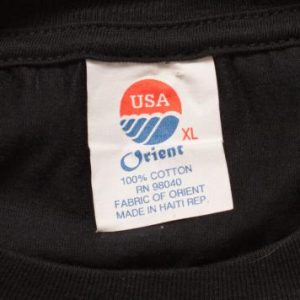 USA
XL
Orient
100% COTTON
RN 98040
FABRIC OF ORIENT
MADE IN HAITI REP.